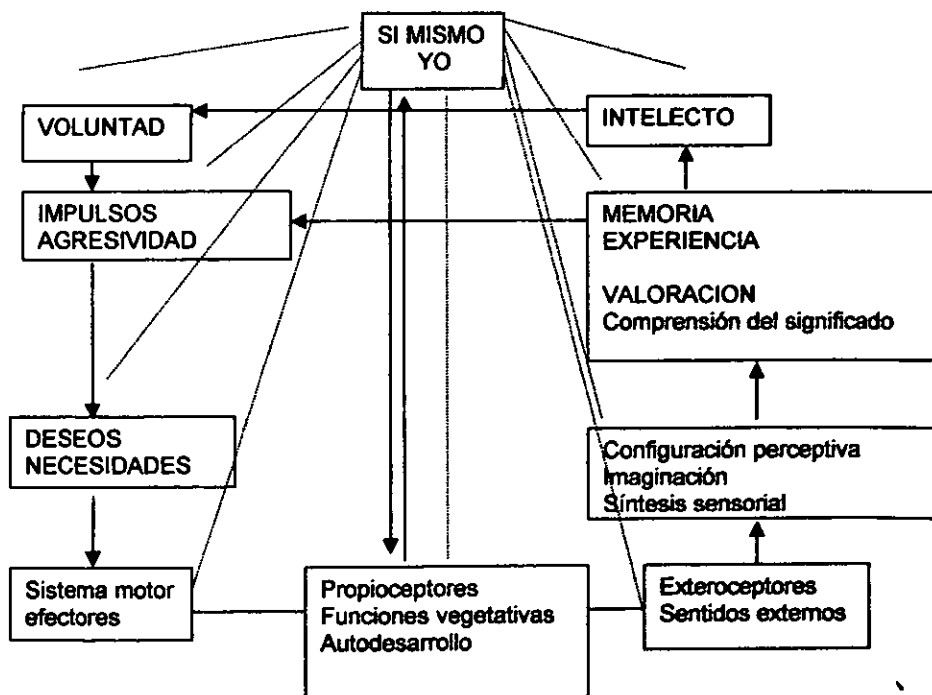 SI MISMO
YO
VOLUNTAD
INTELECTO
IMPULSOS
AGRESIVIDAD
MEMORIA
EXPERIENCIA
VALORACION
Comprensión del significado
DESEOS
NECESIDADES
Configuración perceptiva
Imaginación
Síntesis sensorial
Sistema motor
efectores
Propioceptores
Funciones vegetativas
Autodesarrollo
Exteroceptores
Sentidos externos